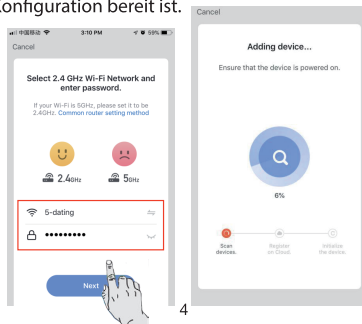 Konfiguration bereit ist.
中国移动 3:10 PM 59%
Cancel
Select 2.4 GHz Wi-Fi Network and
enter password.
If your Wi-Fi is 5GHz, please set it to be
2.4GHz. Common router setting method
2.4GHz 5GHz
5-dating
•••••••••
Next
Cancel
Adding device...
Ensure that the device is powered on.
6%
Scan
devices.
Register
on Cloud.
Initialize
the device.
4